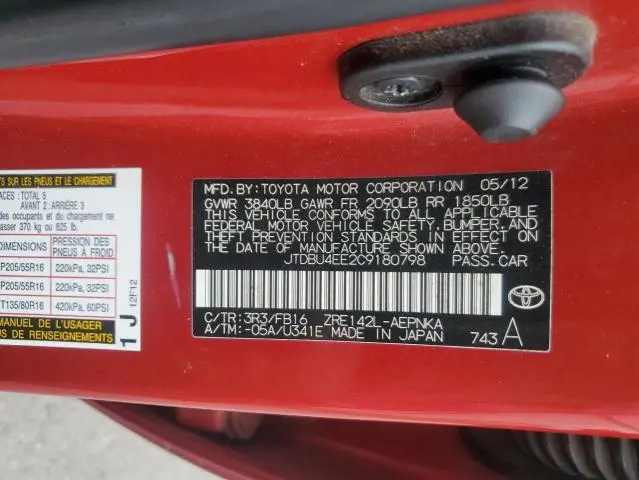 S SUR LES PNEUS ET LE CHARGEMENT
ACES : TOTAL 5
AVANT 2 : ARRIÈRE 3
des occupants et du chargement ne
asser 370 kg ou 825 lb.
DIMENSIONS PRESSION DES PNEUS À FROID
P205/55R16 220kPa, 32PSI
P205/55R16 220kPa, 32PSI
T135/80R16 420kPa, 60PSI
MANUEL DE L'USAGER
US DE RENSEIGNEMENTS
1 J 12F12
MFD.BY:TOYOTA MOTOR CORPORATION 05/12
GVWR 3840LB GAWR FR 2090LB RR 1850LB
THIS VEHICLE CONFORMS TO ALL APPLICABLE
FEDERAL MOTOR VEHICLE SAFETY,BUMPER,AND
THEFT PREVENTION STANDARDS IN EFFECT ON
THE DATE OF MANUFACTURE SHOWN ABOVE.
JTDBU4EE2C9180798 PASS.CAR
C/TR:3R3/FB16 ZRE142L-AEPNKA
A/TM:-05A/U341E MADE IN JAPAN 743 A
TOYOTA